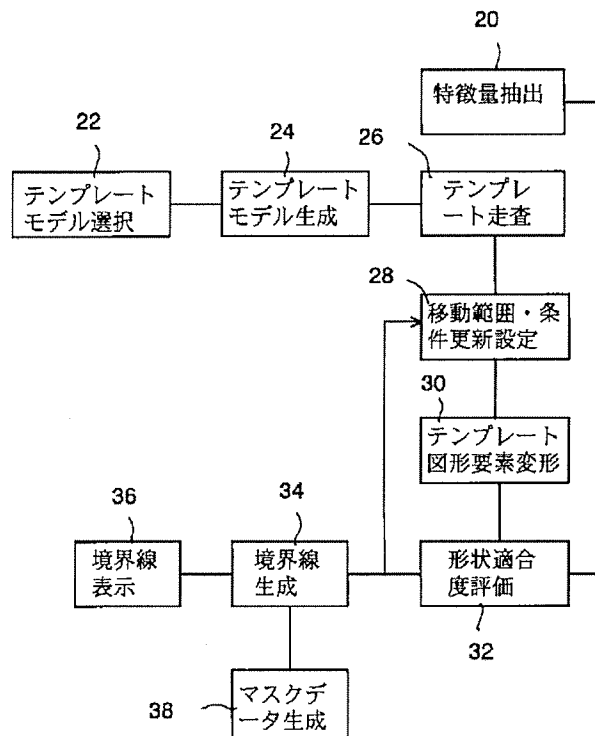 20
特徴量抽出
22
24
26
テンプレート
モデル選択
テンプレート
モデル生成
テンプレ
ート走査
28
移動範囲・条
件更新設定
30
テンプレート
図形要素変形
36
34
境界線
表示
境界線
生成
形状適合
度評価
32
38
マスクデ
ータ生成